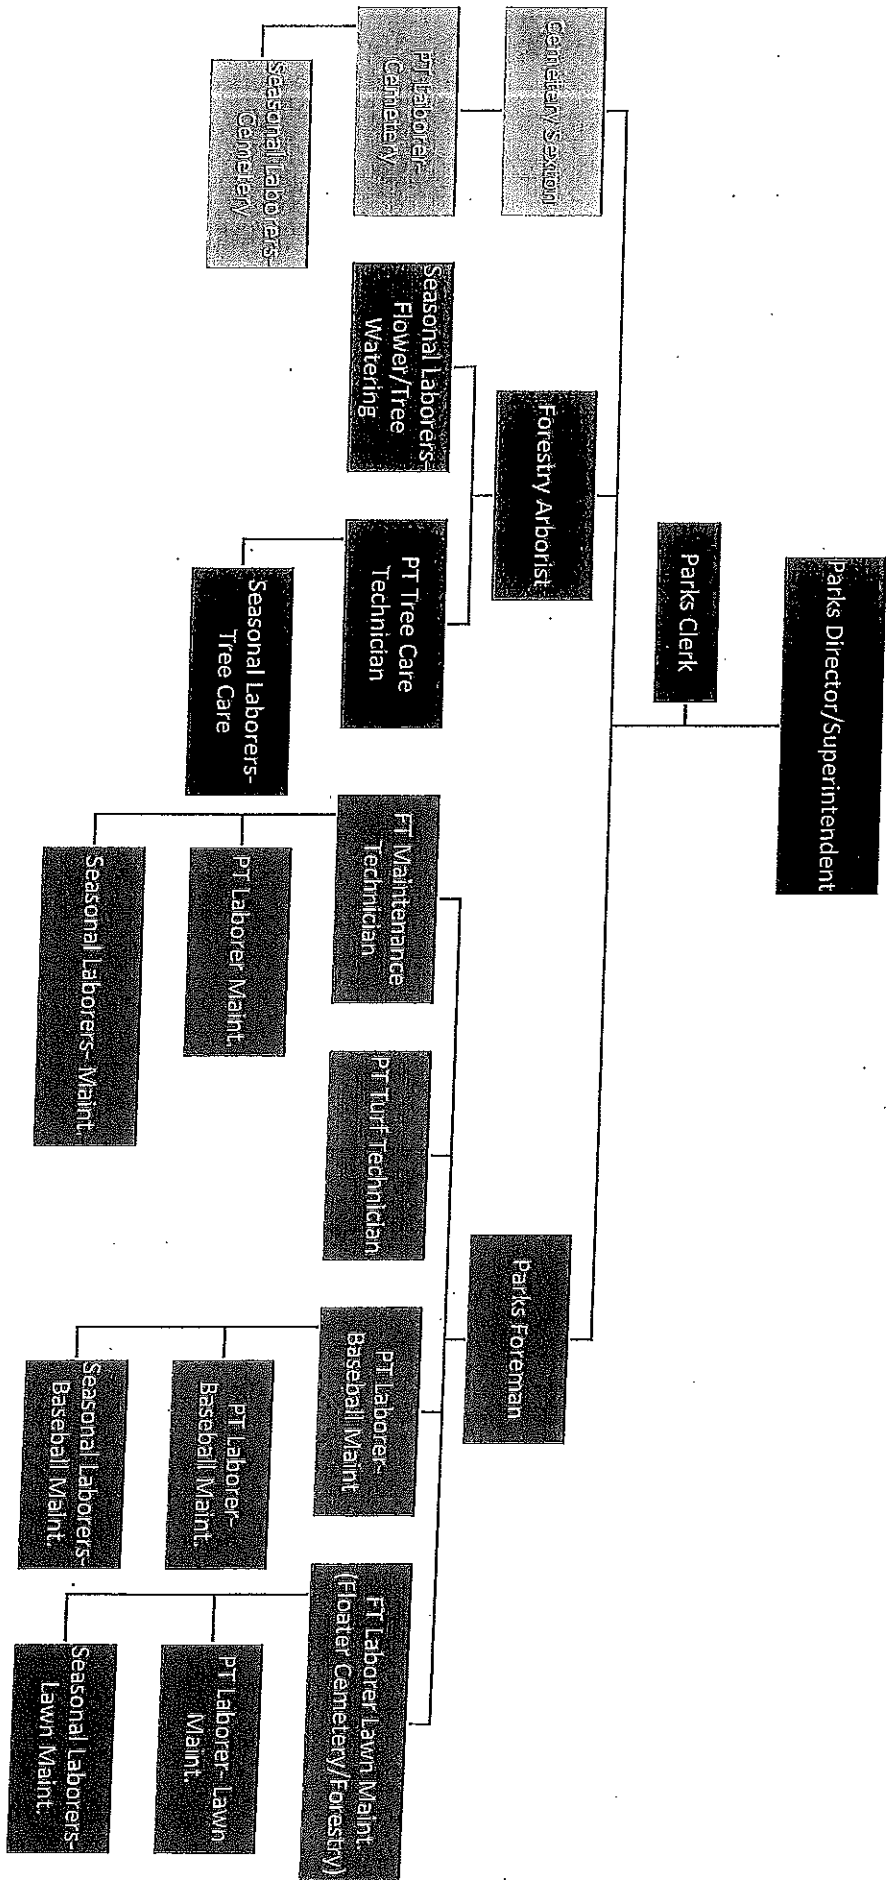 Parks Director/Superintendent
Parks Clerk
Cemetery Sexton
Forestry Arborist
Parks Foreman
PT Laborer-
Cemetery
Seasonal Laborers-
Flower/Tree
Watering
PT Tree Care
Technician
FT Maintenance
Technician
PT Turf Technician
PT Laborer-
Baseball Maint
FT Laborer Lawn Maint
(Floater Cemetery/Forestry)
Seasonal Laborers-
Cemetery
Seasonal Laborers-
Tree Care
PT Laborer Maint.
PT Laborer-
Baseball Maint.
PT Laborer- Lawn
Maint.
Seasonal Laborers- Maint.
Seasonal Laborers-
Baseball Maint.
Seasonal Laborers-
Lawn Maint.